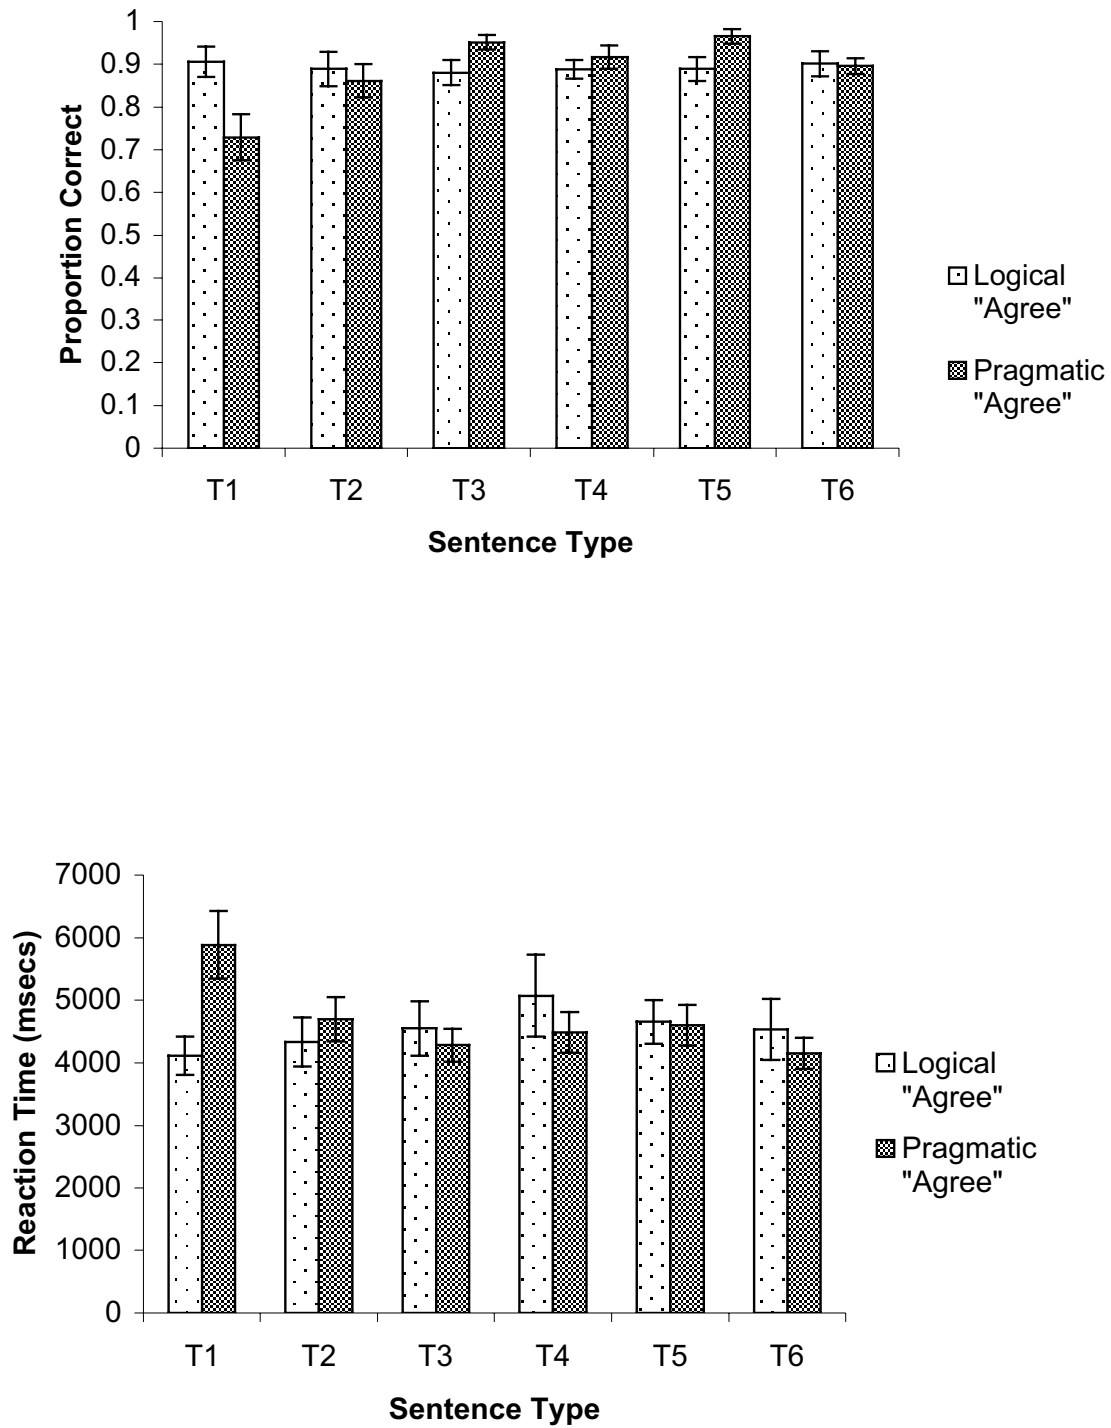 1
0.9
0.8
0.7
0.6
0.5
0.4
0.3
0.2
0.1
0
Proportion Correct
T1 T2 T3 T4 T5 T6
Sentence Type
Logical
"Agree"
Pragmatic
"Agree"
7000
6000
5000
4000
3000
2000
1000
0
Reaction Time (msecs)
T1 T2 T3 T4 T5 T6
Sentence Type
Logical
"Agree"
Pragmatic
"Agree"